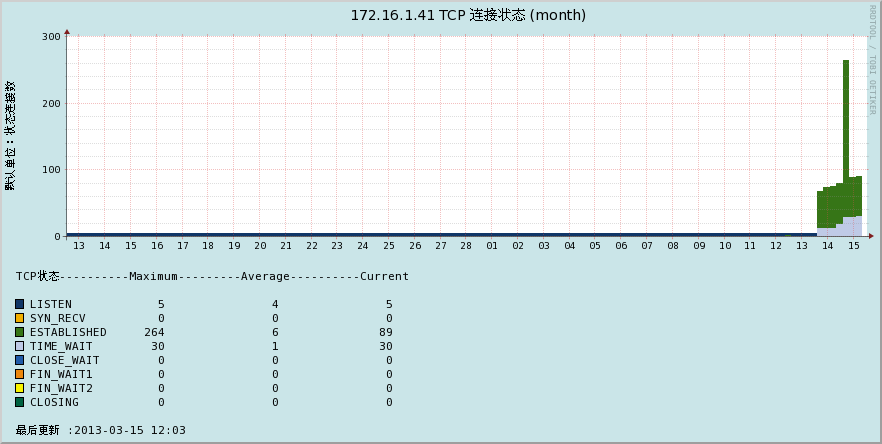 172.16.1.41 TCP 连接状态 (month)
RRDTOOL / TOBI OETIKER
默认单位：状态连接数
300
200
100
0
13 14 15 16 17 18 19 20 21 22 23 24 25 26 27 28 01 02 03 04 05 06 07 08 09 10 11 12 13 14 15
TCP状态----------Maximum---------Average----------Current
LISTEN 5 4 5
SYN_RECV 0 0 0
ESTABLISHED 264 6 89
TIME_WAIT 30 1 30
CLOSE_WAIT 0 0 0
FIN_WAIT1 0 0 0
FIN_WAIT2 0 0 0
CLOSING 0 0 0
最后更新 :2013-03-15 12:03